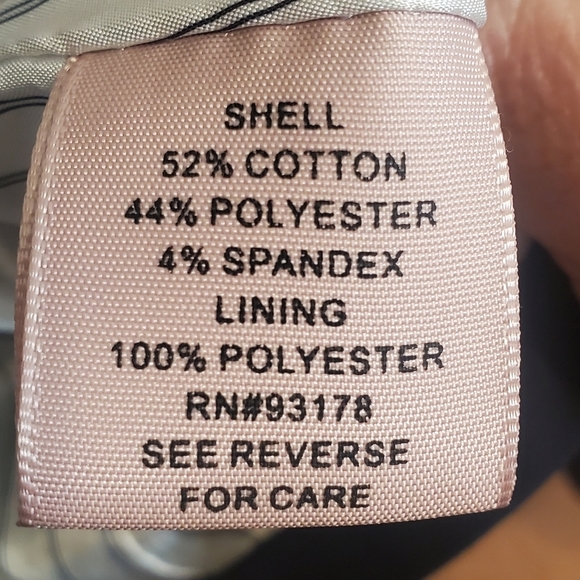 SHELL
52% COTTON
44% POLYESTER
4% SPANDEX
LINING
100% POLYESTER
RN#93178
SEE REVERSE
FOR CARE